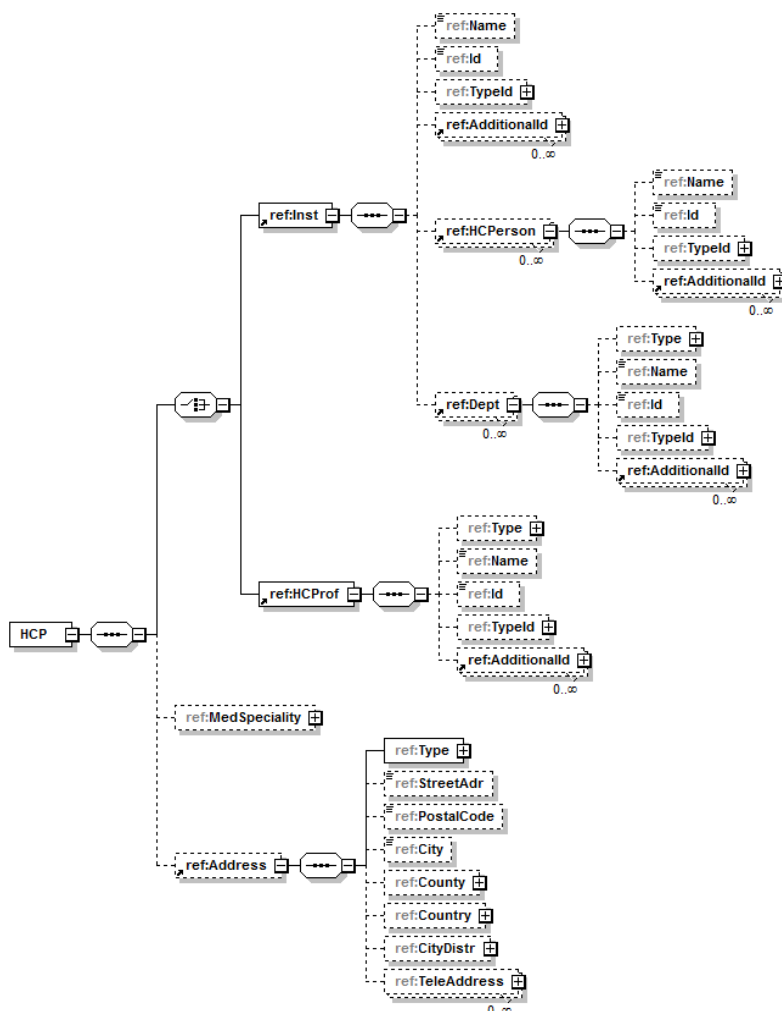 ref:Name
ref:Id
ref:TypeId
ref:AdditionalId
0..∞
ref:Inst
ref:HCPerson
0..∞
ref:Name
ref:Id
ref:TypeId
ref:AdditionalId
0..∞
ref:Dept
0..∞
ref:Type
ref:Name
ref:Id
ref:TypeId
ref:AdditionalId
0..∞
ref:HCProf
ref:Type
ref:Name
ref:Id
ref:TypeId
ref:AdditionalId
0..∞
HCP
ref:MedSpeciality
ref:Address
ref:Type
ref:StreetAdr
ref:PostalCode
ref:City
ref:County
ref:Country
ref:CityDistr
ref:TeleAddress
0..∞